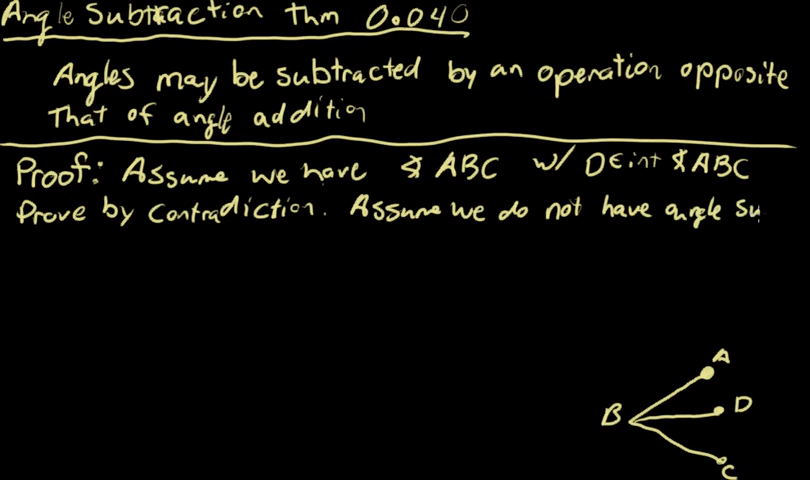 Angle Subtraction thm 0.040
Angles may be subtracted by an operation opposite
that of angle addition
Proof: Assume we have ∢ ABC w/ D∈int ∢ABC
Prove by contradiction. Assume we do not have angle su
A
B
D
C